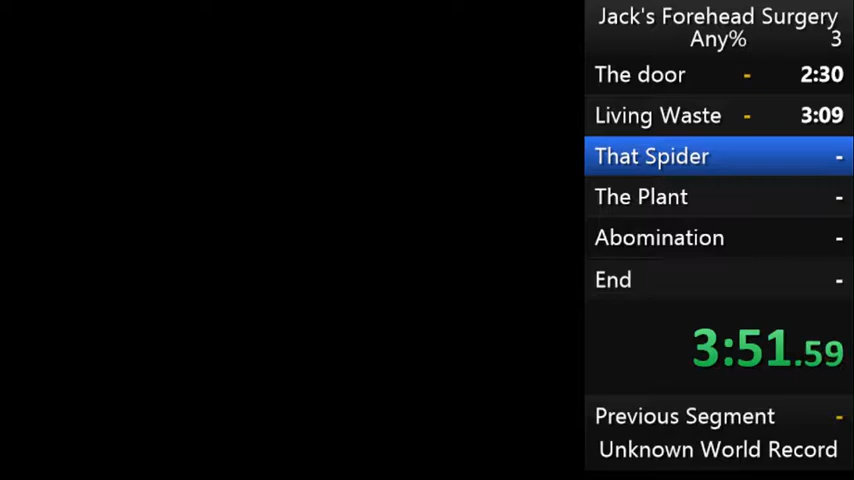 Jack's Forehead Surgery
Any% 3
The door - 2:30
Living Waste - 3:09
That Spider -
The Plant -
Abomination -
End -
3:51.59
Previous Segment -
Unknown World Record